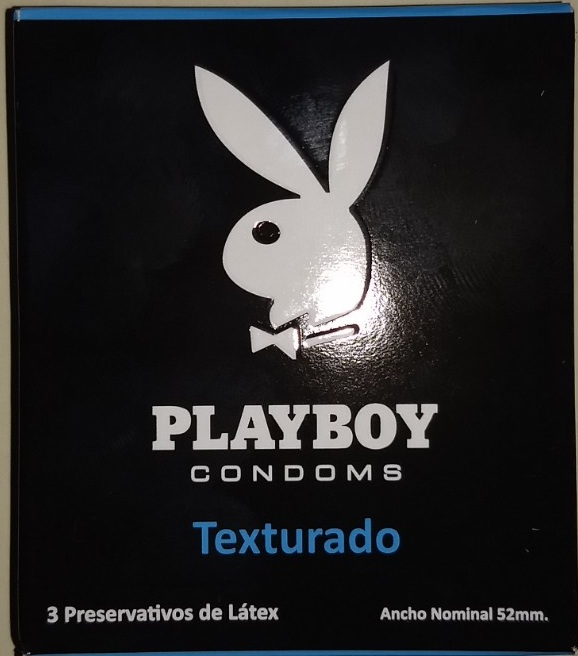 PLAYBOY
CONDOMS
Texturado
3 Preservativos de Látex
Ancho Nominal 52mm.